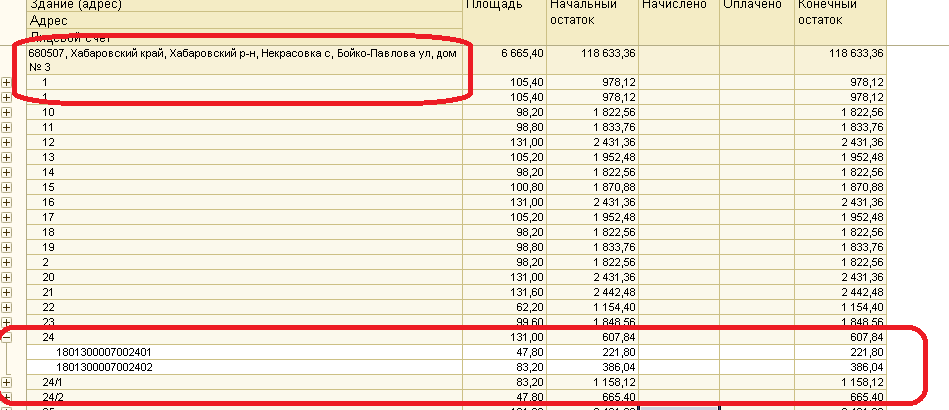 Здание (адрес) Площадь Начальный остаток Начислено Оплачено Конечный остаток
Адрес
Лицевой счет
680507, Хабаровский край, Хабаровский р-н, Некрасовка с, Бойко-Павлова ул, дом 6 665,40 118 633,36 118 633,36
№ 3
1 105,40 978,12 978,12
1 105,40 978,12 978,12
10 98,20 1 822,56 1 822,56
11 98,80 1 833,76 1 833,76
12 131,00 2 431,36 2 431,36
13 105,20 1 952,48 1 952,48
14 98,20 1 822,56 1 822,56
15 100,80 1 870,88 1 870,88
16 131,00 2 431,36 2 431,36
17 105,20 1 952,48 1 952,48
18 98,20 1 822,56 1 822,56
19 98,80 1 833,76 1 833,76
2 98,20 1 822,56 1 822,56
20 131,00 2 431,36 2 431,36
21 131,60 2 442,48 2 442,48
22 62,20 1 154,40 1 154,40
23 99,60 1 848,56 1 848,56
24 131,00 607,84 607,84
1801300007002401 47,80 221,80 221,80
1801300007002402 83,20 386,04 386,04
24/1 83,20 1 158,12 1 158,12
24/2 47,80 665,40 665,40